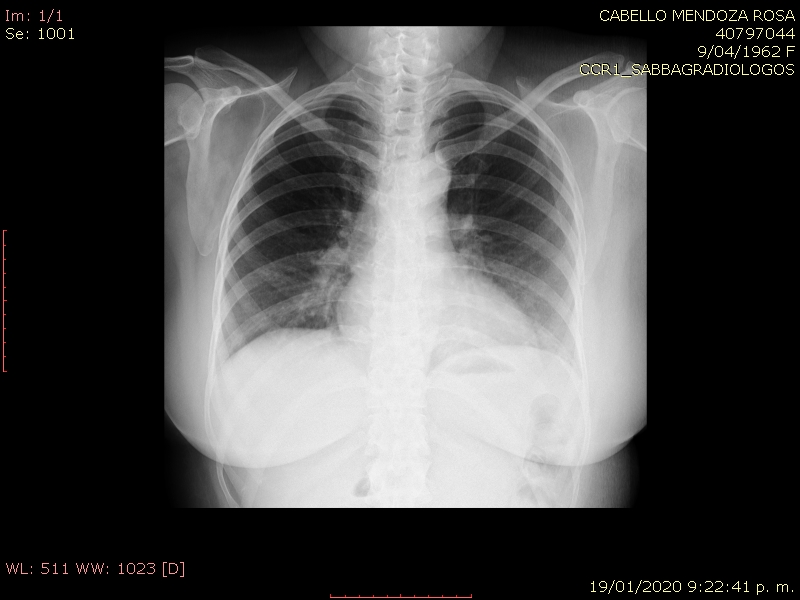 Im: 1/1
Se: 1001
CABELLO MENDOZA ROSA
40797044
9/04/1962 F
CCR1_SABBAGRADIOLOGOS
WL: 511 WW: 1023 [D]
19/01/2020 9:22:41 p. m.